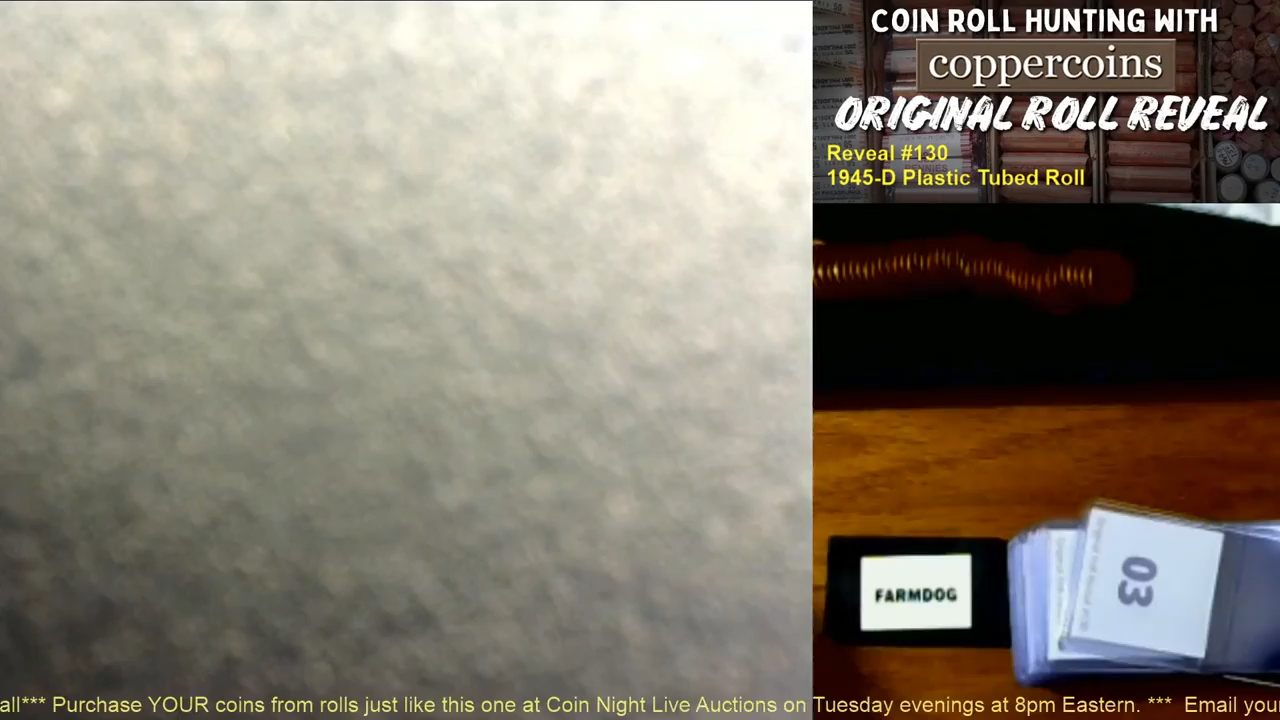 COIN ROLL HUNTING WITH
coppercoins
ORIGINAL ROLL REVEAL
Reveal #130
1945-D Plastic Tubed Roll
FARMDOG
03
all*** Purchase YOUR coins from rolls just like this one at Coin Night Live Auctions on Tuesday evenings at 8pm Eastern. *** Email you